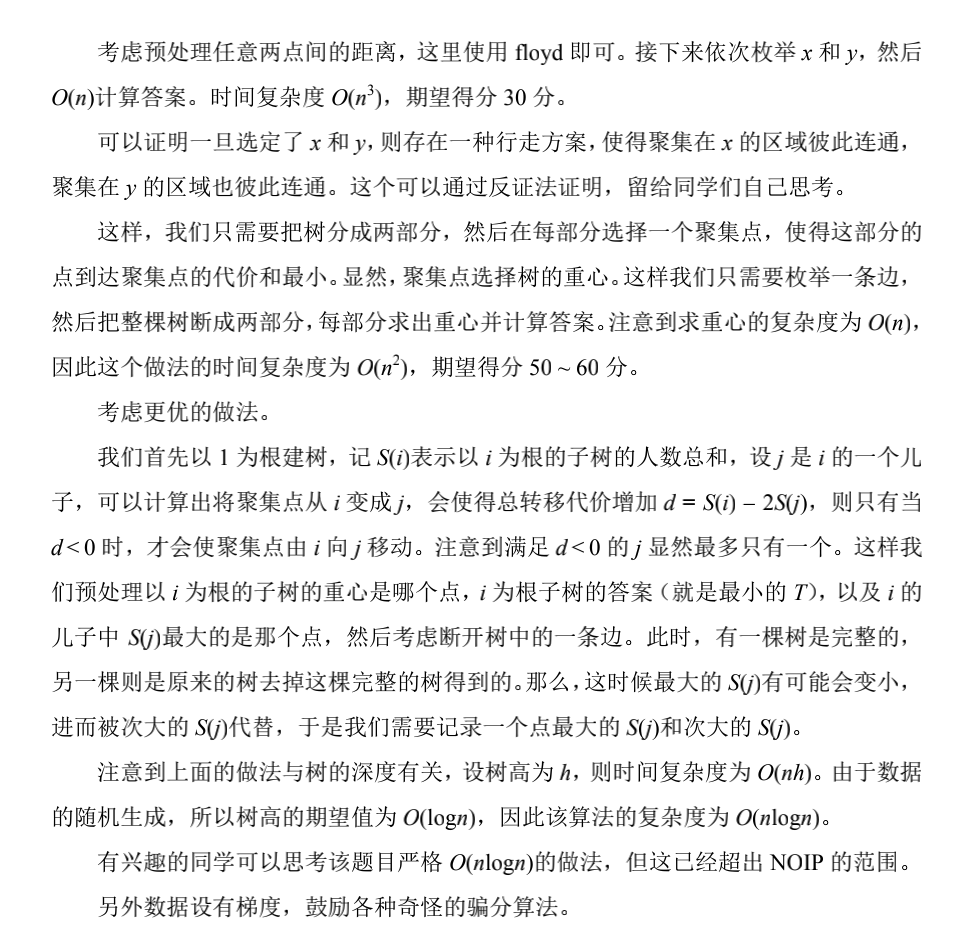 考虑预处理任意两点间的距离，这里使用 floyd 即可。接下来依次枚举 x 和 y，然后
O(n)计算答案。时间复杂度 O(n³)，期望得分 30 分。
可以证明一旦选定了 x 和 y，则存在一种行走方案，使得聚集在 x 的区域彼此连通，
聚集在 y 的区域也彼此连通。这个可以通过反证法证明，留给同学们自己思考。
这样，我们只需要把树分成两部分，然后在每部分选择一个聚集点，使得这部分的
点到达聚集点的代价和最小。显然，聚集点选择树的重心。这样我们只需要枚举一条边，
然后把整棵树断成两部分，每部分求出重心并计算答案。注意到求重心的复杂度为 O(n)，
因此这个做法的时间复杂度为 O(n²)，期望得分 50 ~ 60 分。
考虑更优的做法。
我们首先以 1 为根建树，记 S(i)表示以 i 为根的子树的人数总和，设 j 是 i 的一个儿
子，可以计算出将聚集点从 i 变成 j，会使得总转移代价增加 d = S(i) – 2S(j)，则只有当
d < 0 时，才会使聚集点由 i 向 j 移动。注意到满足 d < 0 的 j 显然最多只有一个。这样我
们预处理以 i 为根的子树的重心是哪个点，i 为根子树的答案（就是最小的 T），以及 i 的
儿子中 S(j)最大的是那个点，然后考虑断开树中的一条边。此时，有一棵树是完整的，
另一棵则是原来的树去掉这棵完整的树得到的。那么，这时候最大的 S(j)有可能会变小，
进而被次大的 S(j)代替，于是我们需要记录一个点最大的 S(j)和次大的 S(j)。
注意到上面的做法与树的深度有关，设树高为 h，则时间复杂度为 O(nh)。由于数据
的随机生成，所以树高的期望值为 O(logn)，因此该算法的复杂度为 O(nlogn)。
有兴趣的同学可以思考该题目严格 O(nlogn)的做法，但这已经超出 NOIP 的范围。
另外数据设有梯度，鼓励各种奇怪的骗分算法。